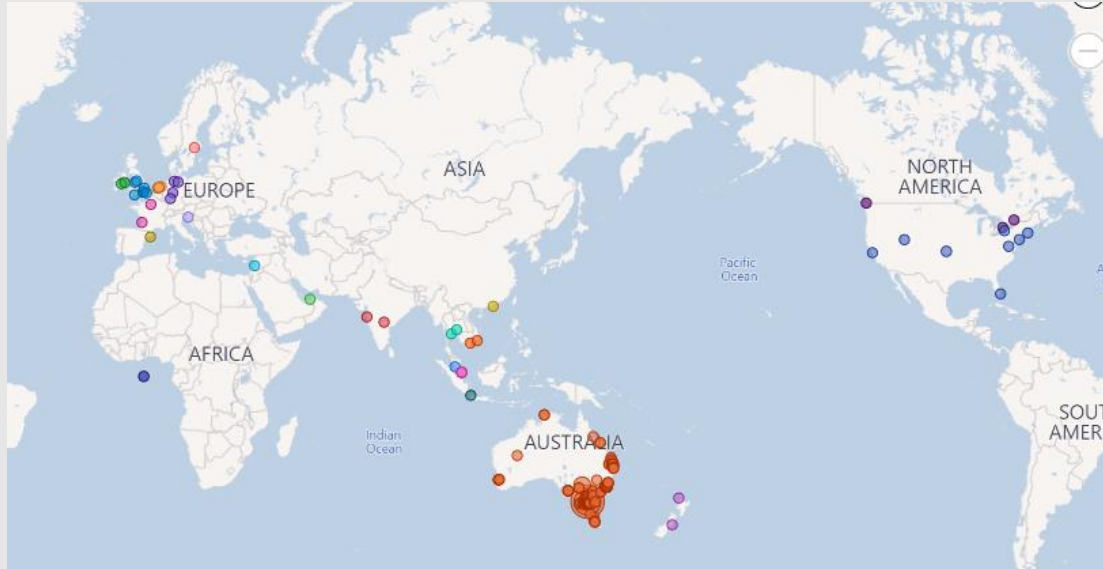 ASIA
NORTH
AMERICA
EUROPE
Pacific
Ocean
AFRICA
SOUT
AMER
Indian
Ocean
AUSTRALIA
A